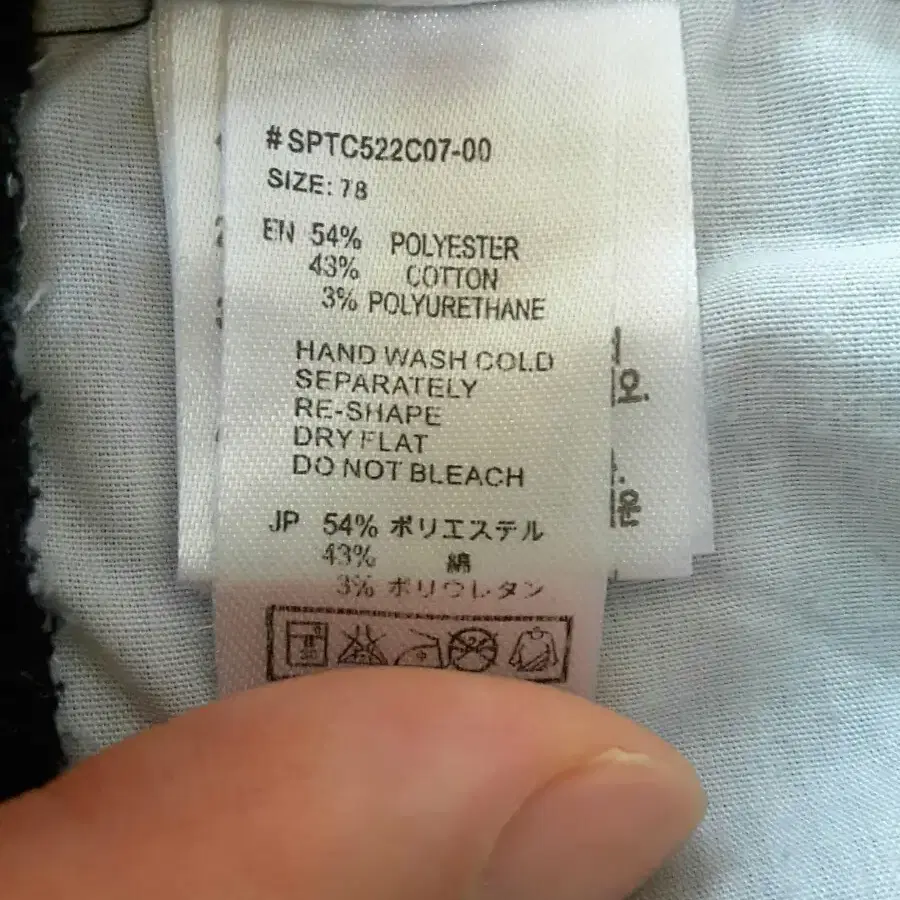 #SPTC522C07-00
SIZE: 78
EN 54% POLYESTER
43% COTTON
3% POLYURETHANE
HAND WASH COLD
SEPARATELY
RE-SHAPE
DRY FLAT
DO NOT BLEACH
JP 54% ポリエステル
43% 綿
3% ポリウレタン